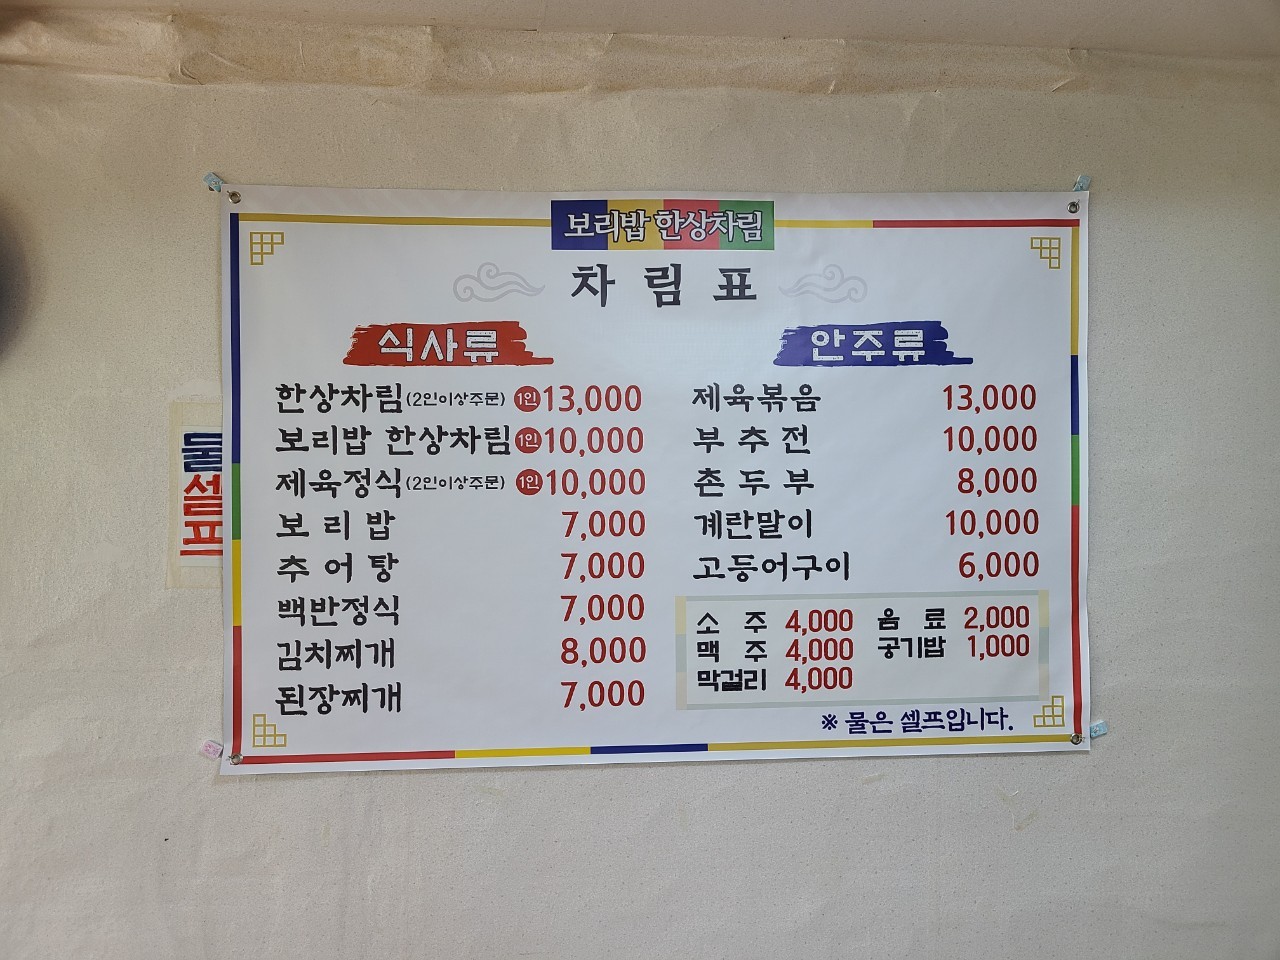 보리밥 한상차림
차림표
식사류
한상차림(2인이상주문) 1인 13,000
보리밥 한상차림 1인 10,000
제육정식(2인이상주문) 1인 10,000
보리밥 7,000
추어탕 7,000
백반정식 7,000
김치찌개 8,000
된장찌개 7,000
안주류
제육볶음 13,000
부추전 10,000
촌두부 8,000
계란말이 10,000
고등어구이 6,000
소주 4,000 음료 2,000
맥주 4,000 공기밥 1,000
막걸리 4,000
※ 물은 셀프입니다.
물
셀
프